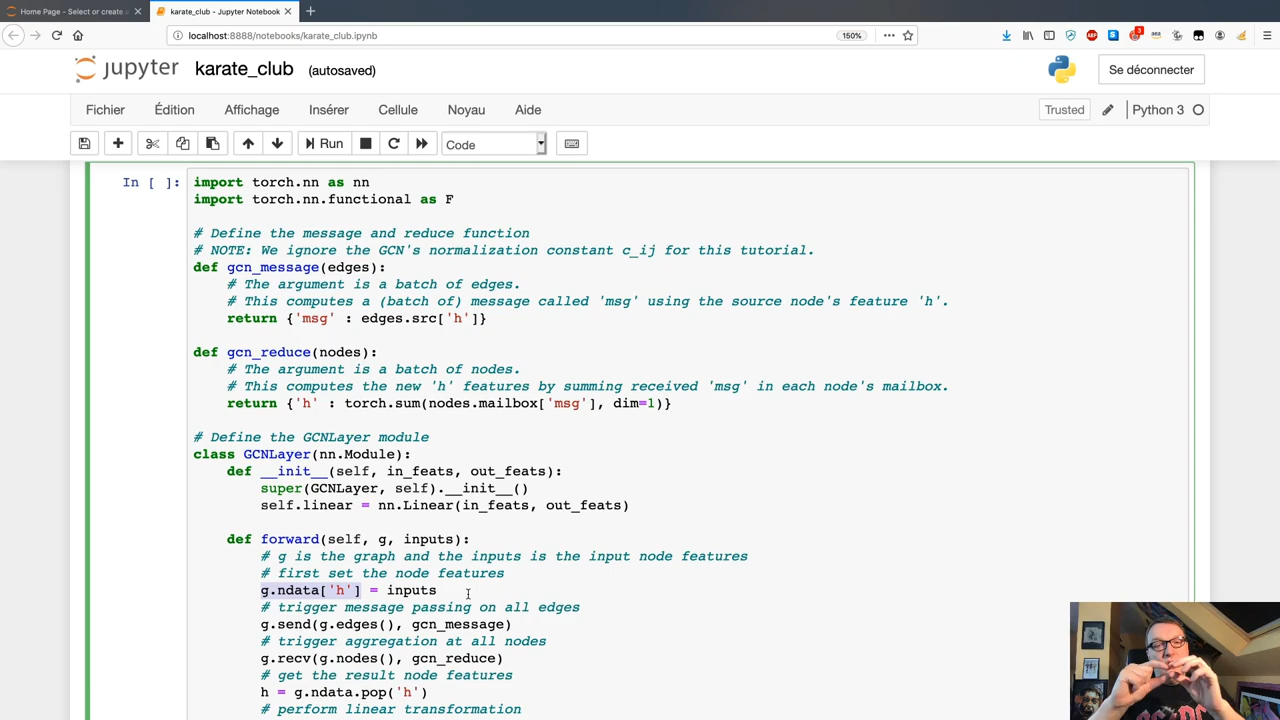 Home Page - Select or create a
karate_club - Jupyter Notebook
localhost:8888/notebooks/karate_club.ipynb
150%
jupyter karate_club (autosaved)
Se déconnecter
Fichier Édition Affichage Insérer Cellule Noyau Aide
Trusted
Python 3
Run
Code
In [ ]:
import torch.nn as nn
import torch.nn.functional as F
# Define the message and reduce function
# NOTE: We ignore the GCN's normalization constant c_ij for this tutorial.
def gcn_message(edges):
# The argument is a batch of edges.
# This computes a (batch of) message called 'msg' using the source node's feature 'h'.
return {'msg' : edges.src['h']}
def gcn_reduce(nodes):
# The argument is a batch of nodes.
# This computes the new 'h' features by summing received 'msg' in each node's mailbox.
return {'h' : torch.sum(nodes.mailbox['msg'], dim=1)}
# Define the GCNLayer module
class GCNLayer(nn.Module):
def __init__(self, in_feats, out_feats):
super(GCNLayer, self).__init__()
self.linear = nn.Linear(in_feats, out_feats)
def forward(self, g, inputs):
# g is the graph and the inputs is the input node features
# first set the node features
g.ndata['h'] = inputs
# trigger message passing on all edges
g.send(g.edges(), gcn_message)
# trigger aggregation at all nodes
g.recv(g.nodes(), gcn_reduce)
# get the result node features
h = g.ndata.pop('h')
# perform linear transformation